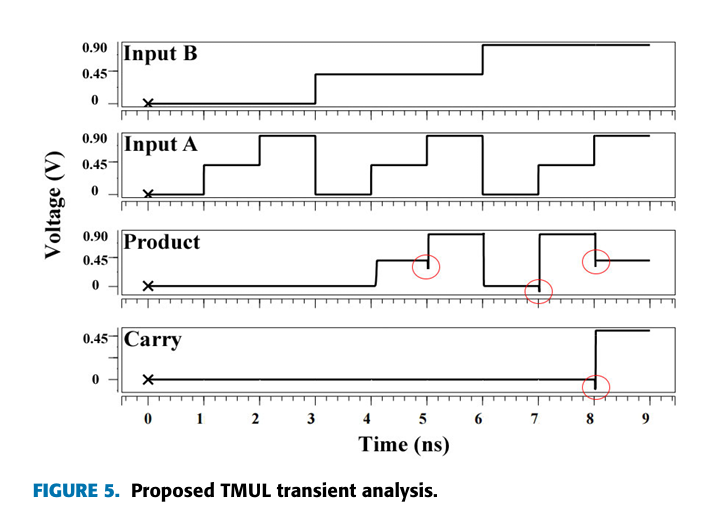 Voltage (V)
0.90
0.45
0
Input B
0.90
0.45
0
Input A
0.90
0.45
0
Product
0.45
0
Carry
0 1 2 3 4 5 6 7 8 9
Time (ns)
FIGURE 5. Proposed TMUL transient analysis.